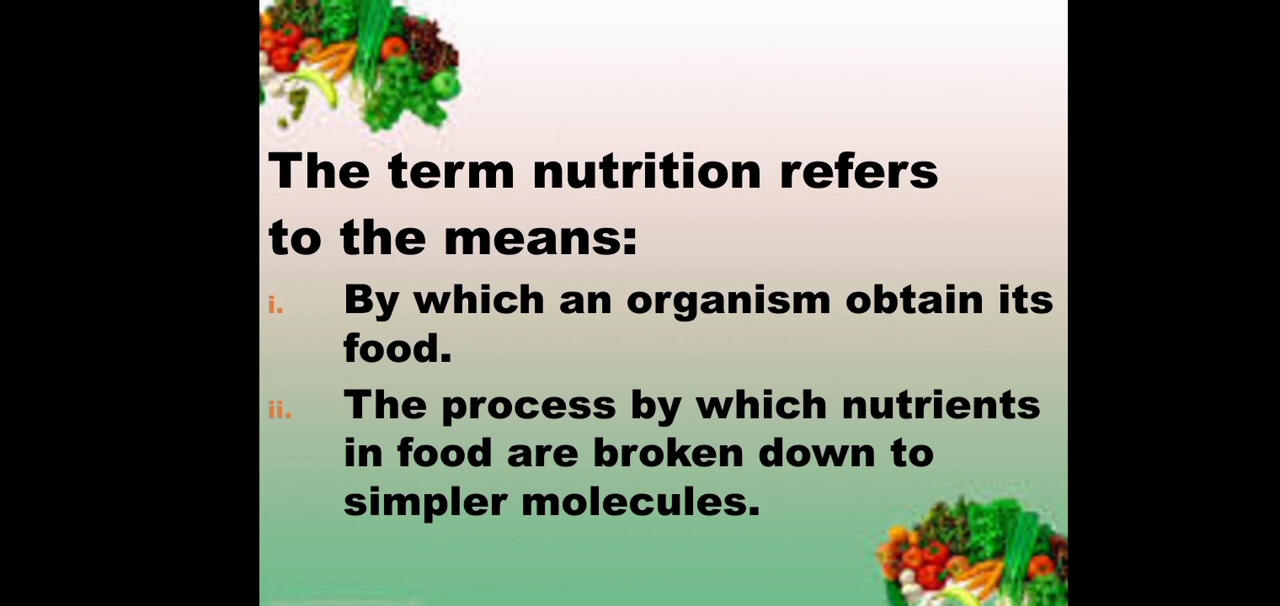 The term nutrition refers
to the means:
i. By which an organism obtain its
food.
ii. The process by which nutrients
in food are broken down to
simpler molecules.